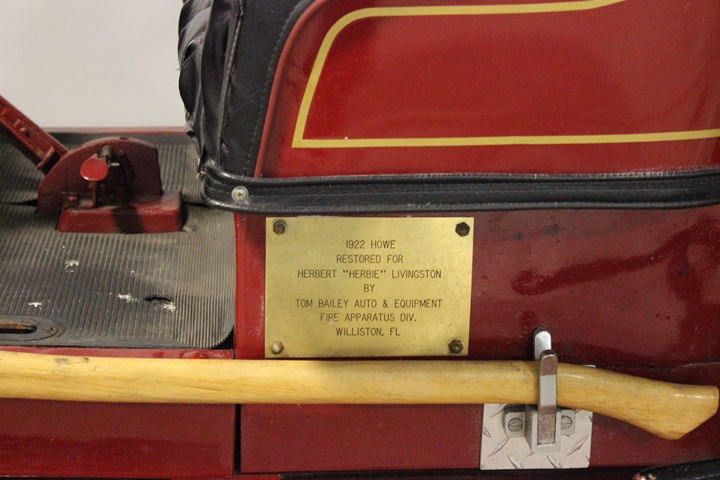 1922 HOWE
RESTORED FOR
HERBERT "HERBIE" LIVINGSTON
BY
TOM BAILEY AUTO & EQUIPMENT
FIRE APPARATUS DIV.
WILLISTON, FL